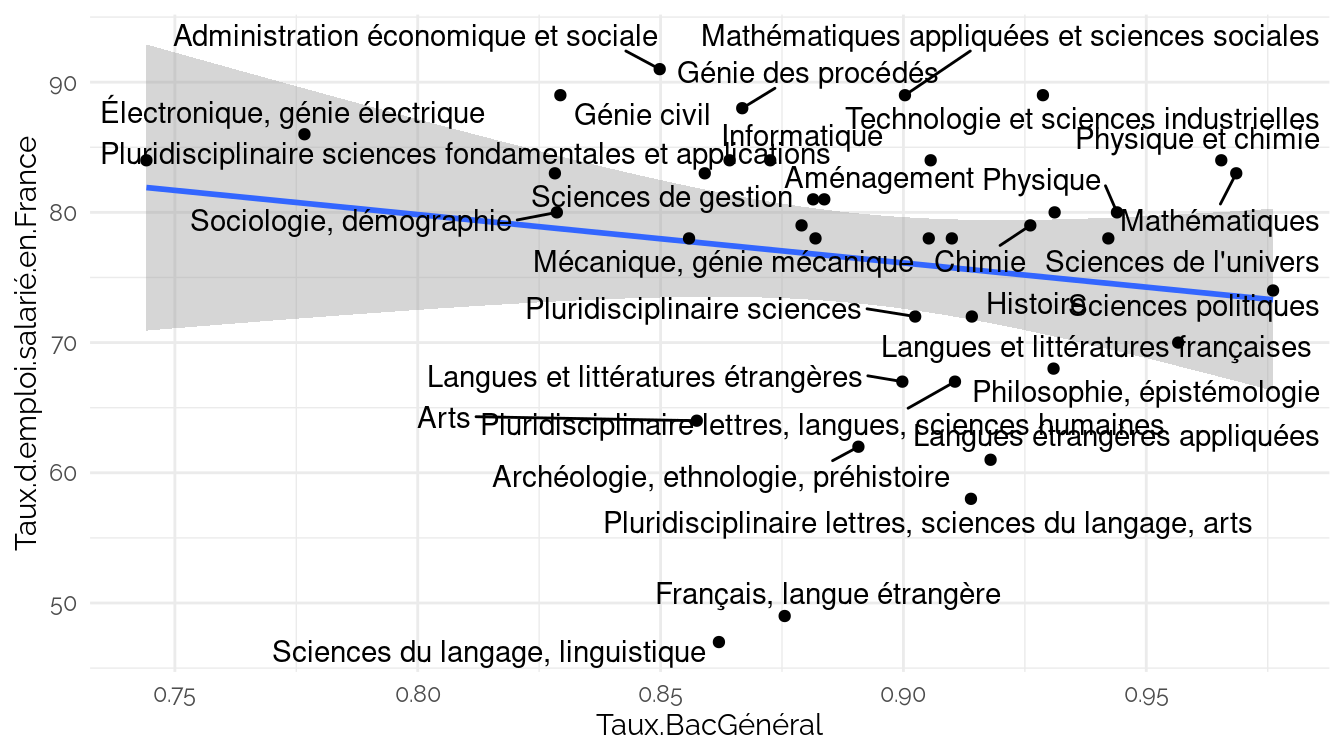 Administration économique et sociale
Mathématiques appliquées et sciences sociales
Génie des procédés
90
Électronique, génie électrique
Génie civil
Technologie et sciences industrielles
Informatique
Physique et chimie
Pluridisciplinaire sciences fondamentales et applications
Aménagement
Physique
Sciences de gestion
80
Sociologie, démographie
Mathématiques
Mécanique, génie mécanique
Chimie
Sciences de l'univers
Histoire
Sciences politiques
Pluridisciplinaire sciences
70
Langues et littératures françaises
Langues et littératures étrangères
Philosophie, épistémologie
Arts
Pluridisciplinaire lettres, langues, sciences humaines
Langues étrangères appliquées
60
Archéologie, ethnologie, préhistoire
Pluridisciplinaire lettres, sciences du langage, arts
50
Français, langue étrangère
Sciences du langage, linguistique
0.75
0.80
0.85
0.90
0.95
Taux.BacGénéral
Taux.d.emploi.salarié.en.France